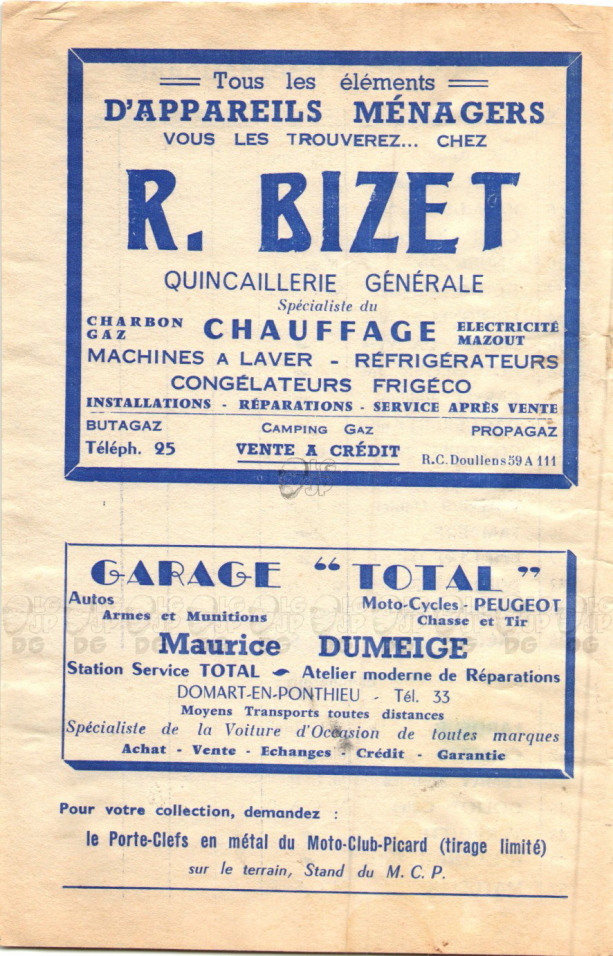 Tous les éléments
D'APPAREILS MÉNAGERS
VOUS LES TROUVEREZ... CHEZ
R. BIZET
QUINCAILLERIE GÉNÉRALE
Spécialiste du
CHARBON GAZ CHAUFFAGE ELECTRICITÉ MAZOUT
MACHINES A LAVER - RÉFRIGÉRATEURS
CONGÉLATEURS FRIGÉCO
INSTALLATIONS - RÉPARATIONS - SERVICE APRÈS VENTE
BUTAGAZ CAMPING GAZ PROPAGAZ
Téléph. 25 VENTE A CRÉDIT R.C. Doullens 59 A 111
GARAGE "TOTAL"
Autos Moto-Cycles - PEUGEOT
Armes et Munitions Chasse et Tir
Maurice DUMEIGE
Station Service TOTAL - Atelier moderne de Réparations
DOMART-EN-PONTHIEU - Tél. 33
Moyens Transports toutes distances
Spécialiste de la Voiture d'Occasion de toutes marques
Achat - Vente - Echanges - Crédit - Garantie
Pour votre collection, demandez :
le Porte-Clefs en métal du Moto-Club-Picard (tirage limité)
sur le terrain, Stand du M. C. P.